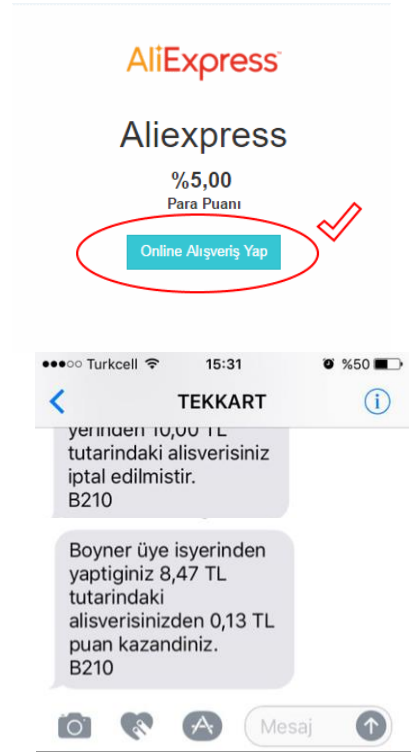 AliExpress
Aliexpress
%5,00
Para Puanı
Online Alışveriş Yap
Turkcell 15:31 %50
TEKKART
yerinden 10,00 TL
tutarindaki alisverisiniz
iptal edilmistir.
B210
Boyner üye isyerinden
yaptiginiz 8,47 TL
tutarindaki
alisverisinizden 0,13 TL
puan kazandiniz.
B210
Mesaj